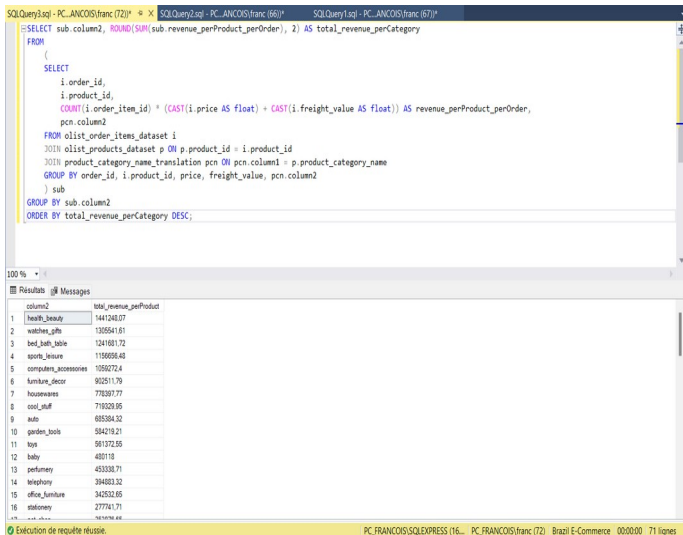 SQLQuery3.sql - PC...ANCOIS\franc (72))* SQLQuery2.sql - PC...ANCOIS\franc (66))* SQLQuery1.sql - PC...ANCOIS\franc (67))*
SELECT sub.column2, ROUND(SUM(sub.revenue_perProduct_perOrder), 2) AS total_revenue_perCategory
FROM
(
SELECT
i.order_id,
i.product_id,
COUNT(i.order_item_id) * (CAST(i.price AS float) + CAST(i.freight_value AS float)) AS revenue_perProduct_perOrder,
pcn.column2
FROM olist_order_items_dataset i
JOIN olist_products_dataset p ON p.product_id = i.product_id
JOIN product_category_name_translation pcn ON pcn.column1 = p.product_category_name
GROUP BY order_id, i.product_id, price, freight_value, pcn.column2
) sub
GROUP BY sub.column2
ORDER BY total_revenue_perCategory DESC;
100 %
Résultats Messages
column2 total_revenue_perProduct
1 health_beauty 1441248,07
2 watches_gifts 1305541,61
3 bed_bath_table 1241681,72
4 sports_leisure 1156656,48
5 computers_accessories 1059272,4
6 furniture_decor 902511,79
7 housewares 778397,77
8 cool_stuff 719329,95
9 auto 685384,32
10 garden_tools 584219,21
11 toys 561372,55
12 baby 480118
13 perfumery 453338,71
14 telephony 394883,32
15 office_furniture 342532,65
16 stationery 277741,71
Exécution de requête réussie. PC_FRANCOIS\SQLEXPRESS (16... PC_FRANCOIS\franc (72) Brazil E-Commerce 00:00:00 71 lignes